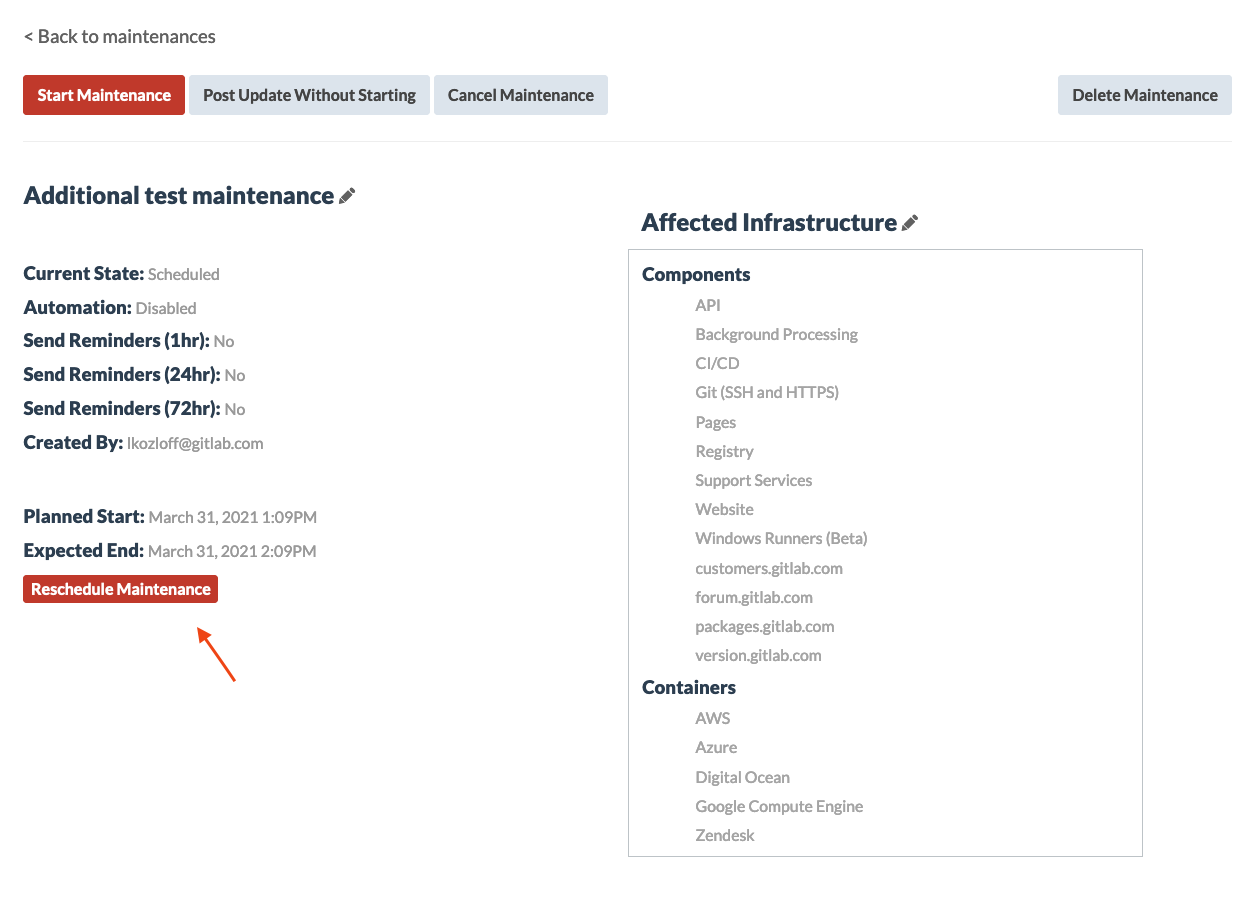 < Back to maintenances
Start Maintenance
Post Update Without Starting
Cancel Maintenance
Delete Maintenance
Additional test maintenance
Current State: Scheduled
Automation: Disabled
Send Reminders (1hr): No
Send Reminders (24hr): No
Send Reminders (72hr): No
Created By: lkozloff@gitlab.com
Planned Start: March 31, 2021 1:09PM
Expected End: March 31, 2021 2:09PM
Reschedule Maintenance
Affected Infrastructure
Components
API
Background Processing
CI/CD
Git (SSH and HTTPS)
Pages
Registry
Support Services
Website
Windows Runners (Beta)
customers.gitlab.com
forum.gitlab.com
packages.gitlab.com
version.gitlab.com
Containers
AWS
Azure
Digital Ocean
Google Compute Engine
Zendesk